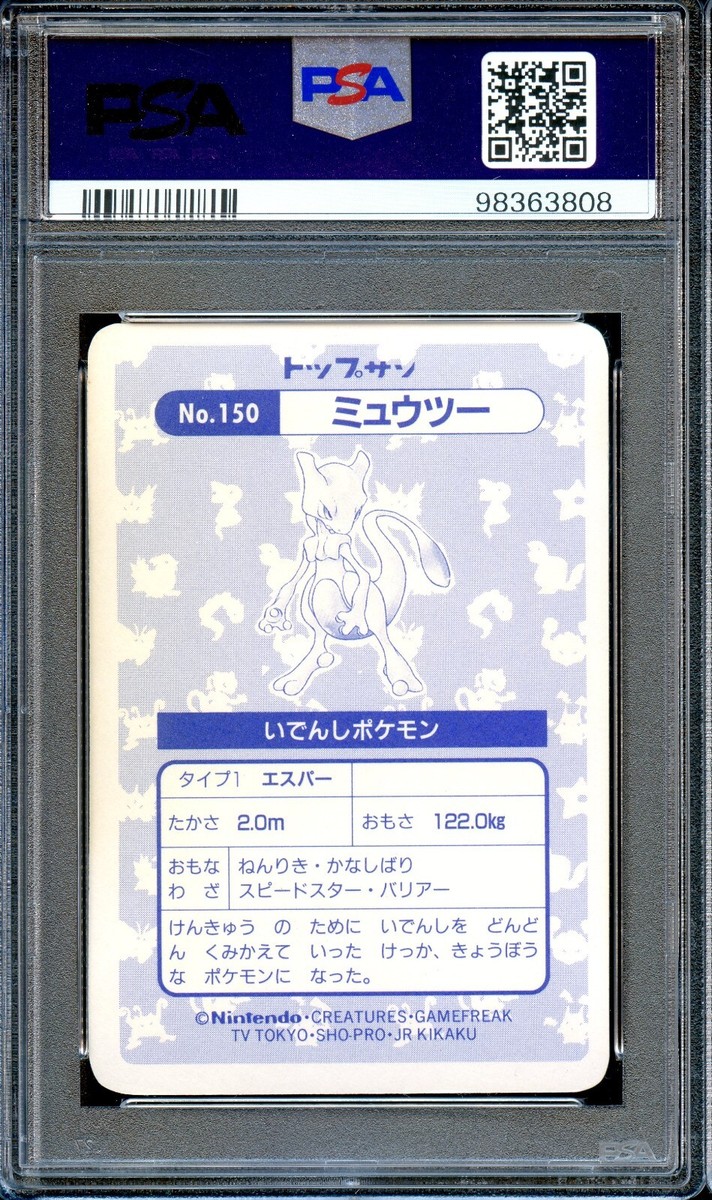 PSA
PSA
98363808
トップサン
No.150 ミュウツー
いでんしポケモン
タイプ1 エスパー
たかさ 2.0m おもさ 122.0kg
おもな ねんりき・かなしばり
わ ざ スピードスター・バリアー
けんきゅう の ために いでんしを どんど
ん くみかえて いった けっか、きょうぼう
な ポケモンに なった。
©Nintendo・CREATURES・GAMEFREAK
TV TOKYO・SHO-PRO・JR KIKAKU
PSA